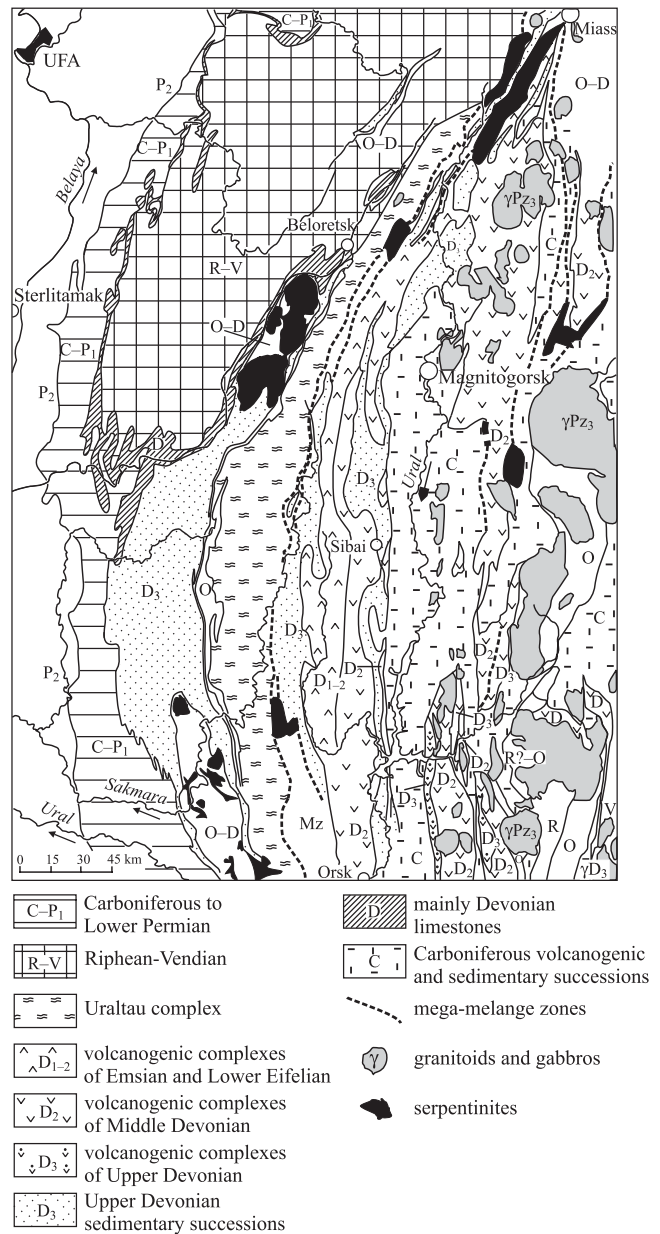 C–P₁
Miass
UFA
P₂
O–D
C–P₁
O–D
Belaya
γPz₃
Beloretsk
D
C
D₂
R–V
Sterlitamak
O–D
C–P₁
Magnitogorsk
P₂
γPz₃
D
D₂
C
Ural
D₃
Sibai
O
D₃
O
C
D₃
P₂
D₂
D₁₋₂
D₂
D₃
D
D₃
D
C–P₁
R?–O
D₂
D₂
Sakmara
D₃
Ural
Mz
R
V
O–D
D₂
γPz₃
D₃
O
C
0 15 30 45 km
Orsk
D₂
D₂
γD₃
C–P₁
Carboniferous to
Lower Permian
R–V
Riphean-Vendian
Uraltau complex
D₁₋₂
volcanogenic complexes
of Emsian and Lower Eifelian
D₂
volcanogenic complexes
of Middle Devonian
D₃
volcanogenic complexes
of Upper Devonian
D₃
Upper Devonian
sedimentary successions
D
mainly Devonian
limestones
C
Carboniferous volcanogenic
and sedimentary successions
mega-melange zones
γ
granitoids and gabbros
serpentinites